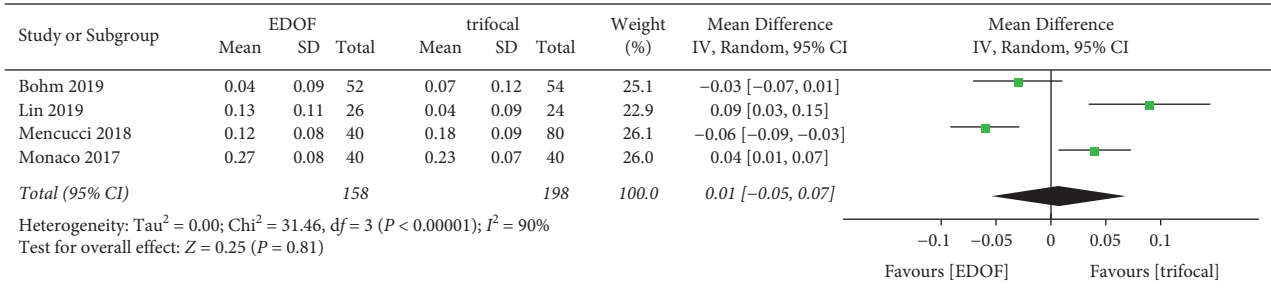 Study or Subgroup EDOF trifocal Weight Mean Difference Mean Difference
Mean SD Total Mean SD Total (%) IV, Random, 95% CI IV, Random, 95% CI
Bohm 2019 0.04 0.09 52 0.07 0.12 54 25.1 −0.03 [−0.07, 0.01]
Lin 2019 0.13 0.11 26 0.04 0.09 24 22.9 0.09 [0.03, 0.15]
Mencucci 2018 0.12 0.08 40 0.18 0.09 80 26.1 −0.06 [−0.09, −0.03]
Monaco 2017 0.27 0.08 40 0.23 0.07 40 26.0 0.04 [0.01, 0.07]
Total (95% CI) 158 198 100.0 0.01 [−0.05, 0.07]
Heterogeneity: Tau² = 0.00; Chi² = 31.46, df = 3 (P < 0.00001); I² = 90%
Test for overall effect: Z = 0.25 (P = 0.81)
−0.1 −0.05 0 0.05 0.1
Favours [EDOF] Favours [trifocal]